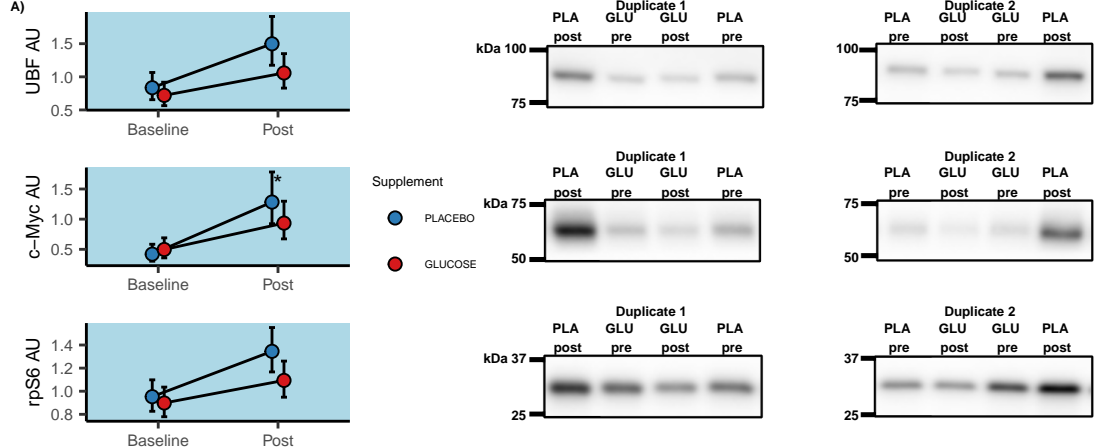 A)
UBF AU
1.5
1.0
0.5
Baseline Post
Duplicate 1
PLA GLU GLU PLA
post pre post pre
kDa 100
75
Duplicate 2
PLA GLU GLU PLA
pre post pre post
100
75
c–Myc AU
1.5
1.0
0.5
*
Baseline Post
Supplement
PLACEBO
GLUCOSE
Duplicate 1
PLA GLU GLU PLA
post pre post pre
kDa 75
50
Duplicate 2
PLA GLU GLU PLA
pre post pre post
75
50
rpS6 AU
1.4
1.2
1.0
0.8
Baseline Post
Duplicate 1
PLA GLU GLU PLA
post pre post pre
kDa 37
25
Duplicate 2
PLA GLU GLU PLA
pre post pre post
37
25